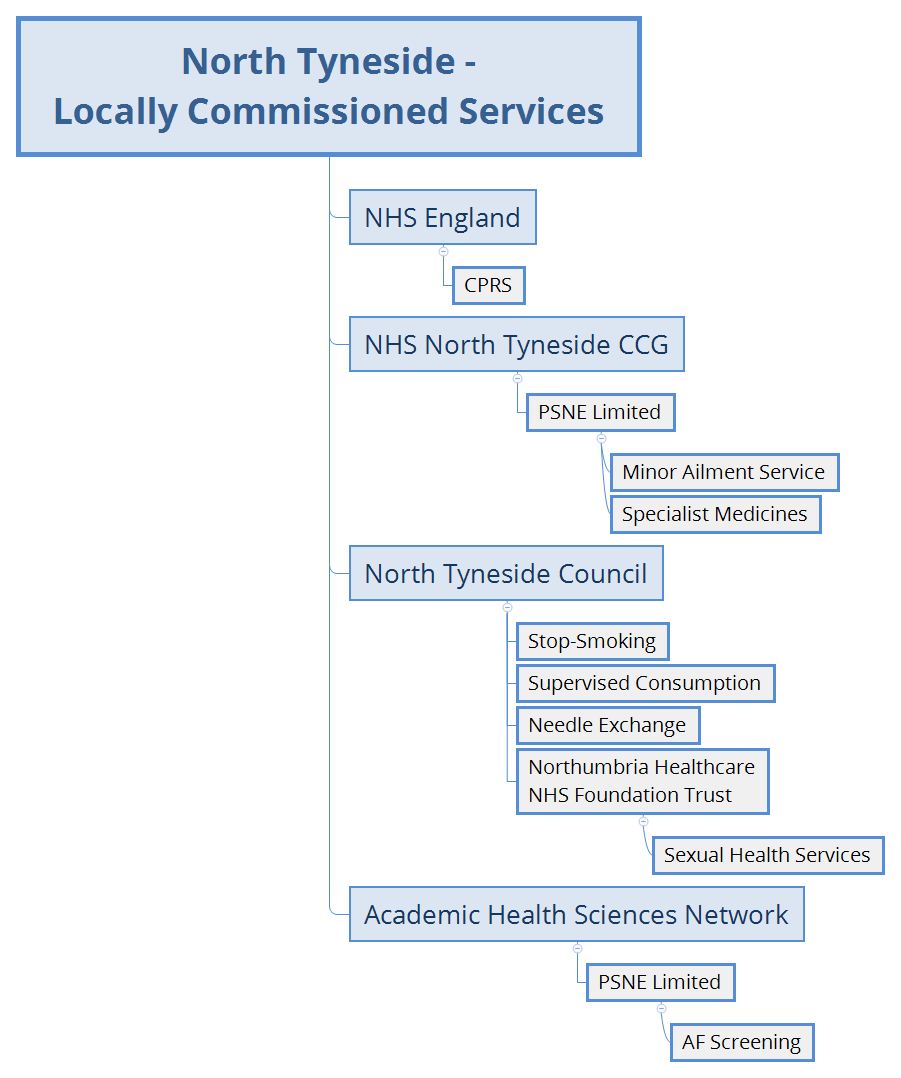 North Tyneside -
Locally Commissioned Services
NHS England
CPRS
NHS North Tyneside CCG
PSNE Limited
Minor Ailment Service
Specialist Medicines
North Tyneside Council
Stop-Smoking
Supervised Consumption
Needle Exchange
Northumbria Healthcare
NHS Foundation Trust
Sexual Health Services
Academic Health Sciences Network
PSNE Limited
AF Screening